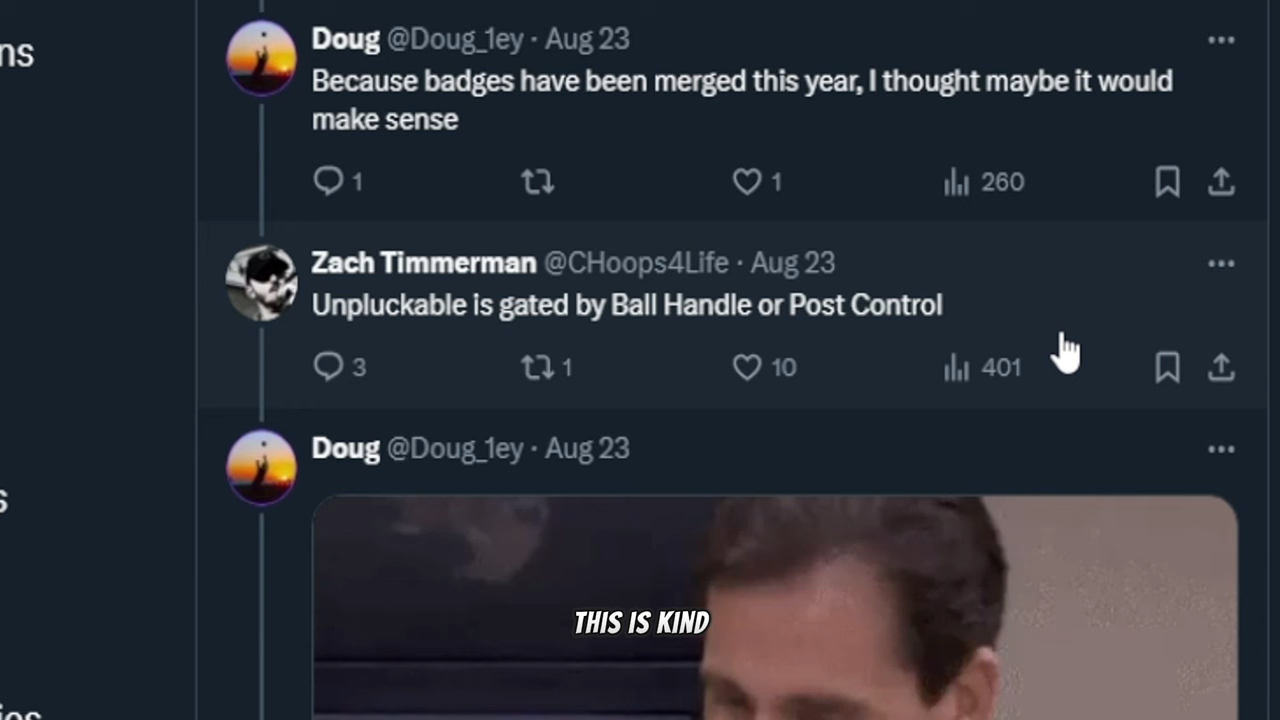 ns
Doug @Doug_1ey · Aug 23
Because badges have been merged this year, I thought maybe it would
make sense
1
1
260
Zach Timmerman @CHoops4Life · Aug 23
Unpluckable is gated by Ball Handle or Post Control
3
1
10
401
Doug @Doug_1ey · Aug 23
s
THIS IS KIND